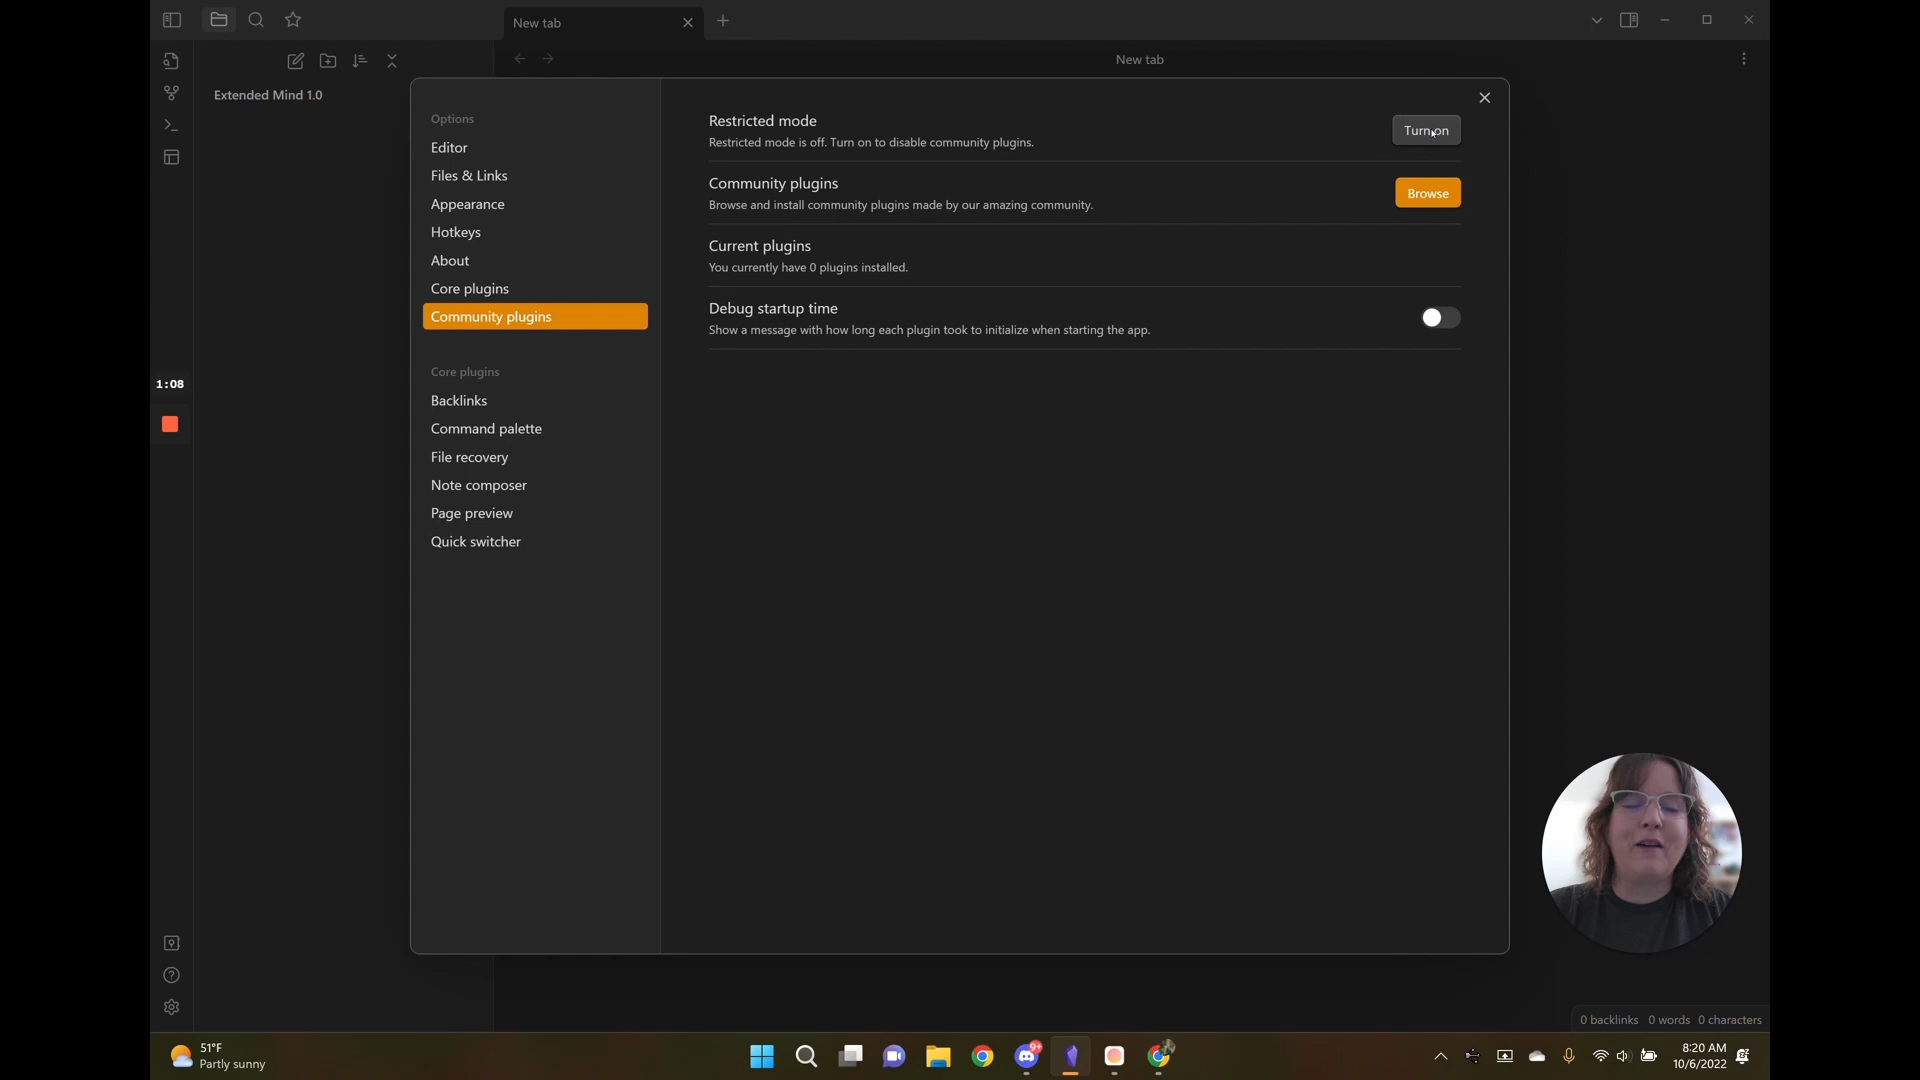 New tab
New tab
Extended Mind 1.0
Options
Editor
Files & Links
Appearance
Hotkeys
About
Core plugins
Community plugins
Core plugins
Backlinks
Command palette
File recovery
Note composer
Page preview
Quick switcher
Restricted mode
Restricted mode is off. Turn on to disable community plugins.
Turn on
Community plugins
Browse and install community plugins made by our amazing community.
Browse
Current plugins
You currently have 0 plugins installed.
Debug startup time
Show a message with how long each plugin took to initialize when starting the app.
1:08
0 backlinks 0 words 0 characters
51°F
Partly sunny
9+
8:20 AM
10/6/2022